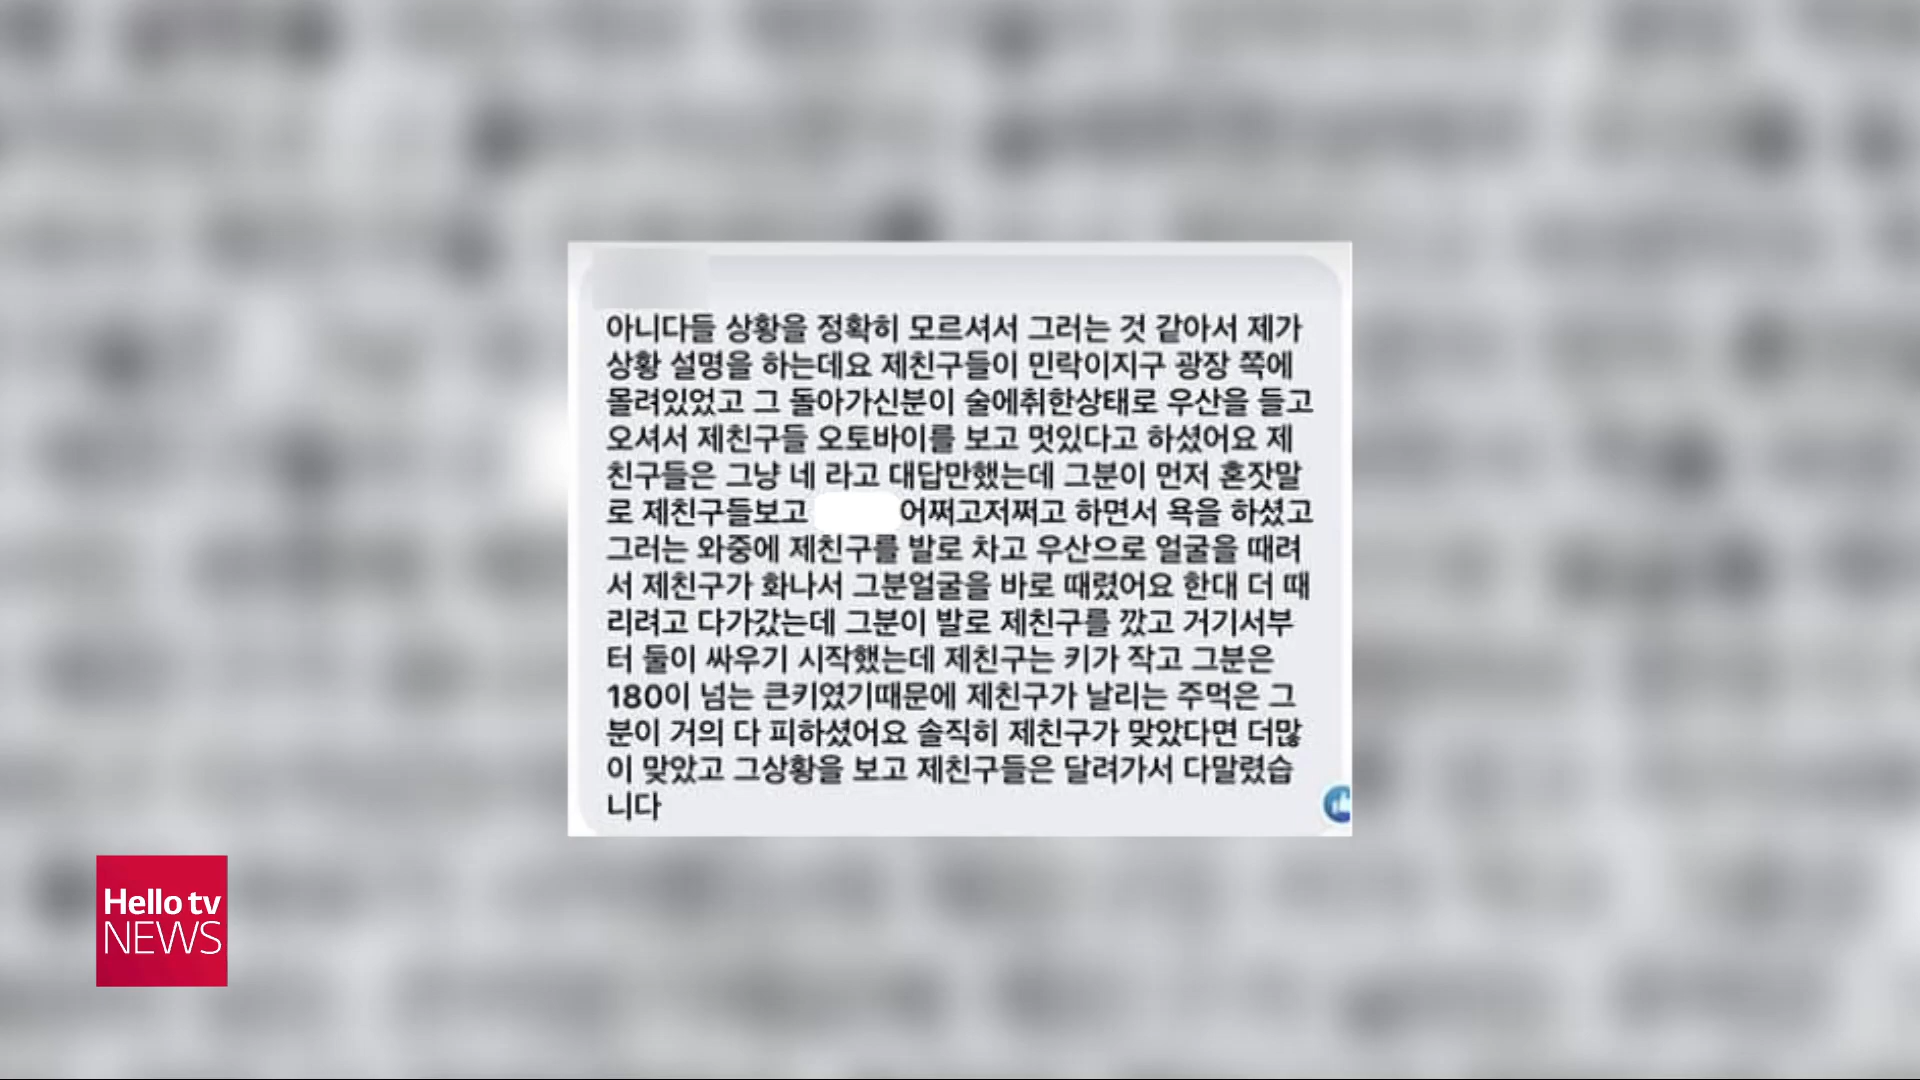 아니다들 상황을 정확히 모르셔서 그러는 것 같아서 제가
상황 설명을 하는데요 제친구들이 민락이지구 광장 쪽에
몰려있었고 그 돌아가신분이 술에취한상태로 우산을 들고
오셔서 제친구들 오토바이를 보고 멋있다고 하셨어요 제
친구들은 그냥 네 라고 대답만했는데 그분이 먼저 혼잣말
로 제친구들보고 어쩌고저쩌고 하면서 욕을 하셨고
그러는 와중에 제친구를 발로 차고 우산으로 얼굴을 때려
서 제친구가 화나서 그분얼굴을 바로 때렸어요 한대 더 때
리려고 다가갔는데 그분이 발로 제친구를 깠고 거기서부
터 둘이 싸우기 시작했는데 제친구는 키가 작고 그분은
180이 넘는 큰키였기때문에 제친구가 날리는 주먹은 그
분이 거의 다 피하셨어요 솔직히 제친구가 맞았다면 더많
이 맞았고 그상황을 보고 제친구들은 달려가서 다말렸습
니다
Hello tv
NEWS